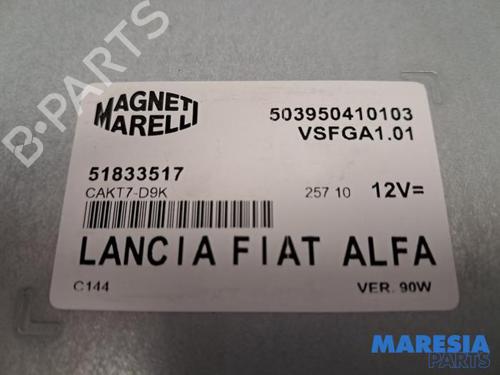 MAGNETI
MARELLI
503950410103
VSFGA1.01
51833517
CAKT7-D9K
257 10 12V=
LANCIA FIAT ALFA
C144
VER. 90W
B-PARTS
MARESIA
PARTS